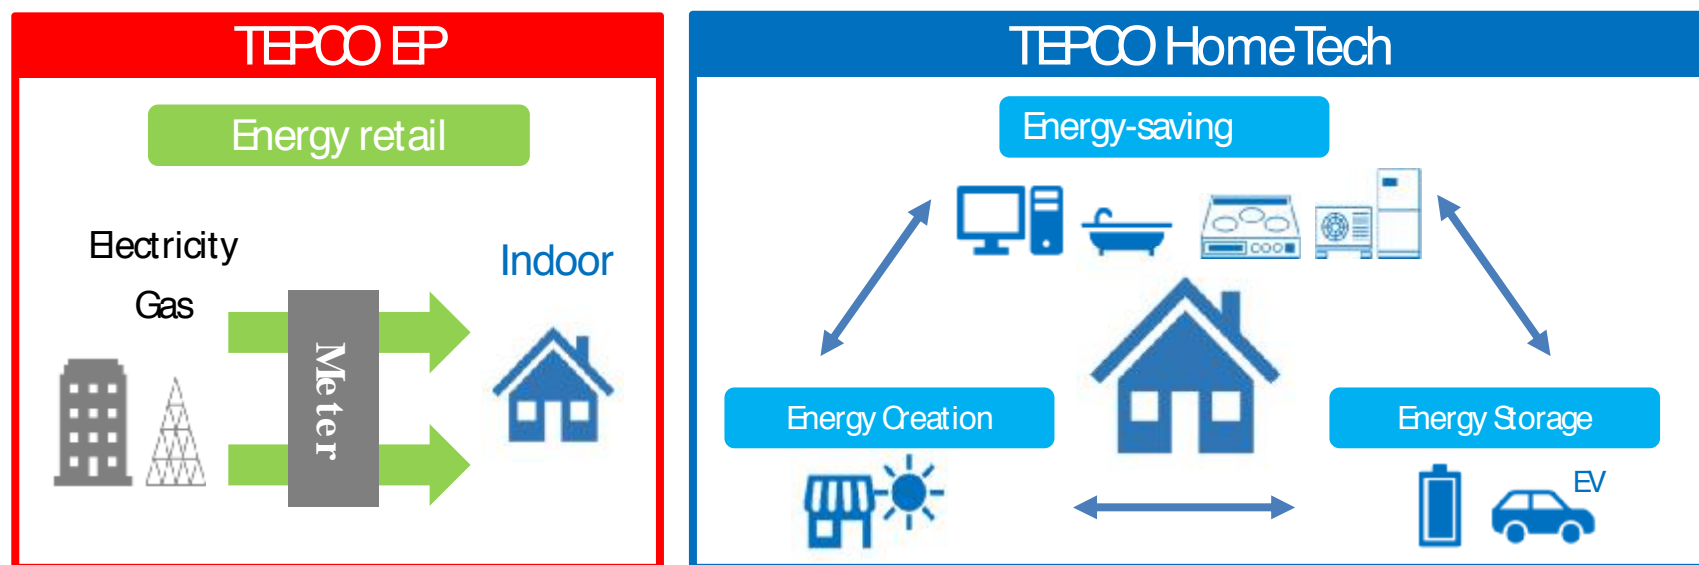 TEPCO EP
Energy retail
Electricity
Gas
Indoor
Meter
TEPCO HomeTech
Energy-saving
Energy Creation
Energy Storage
EV